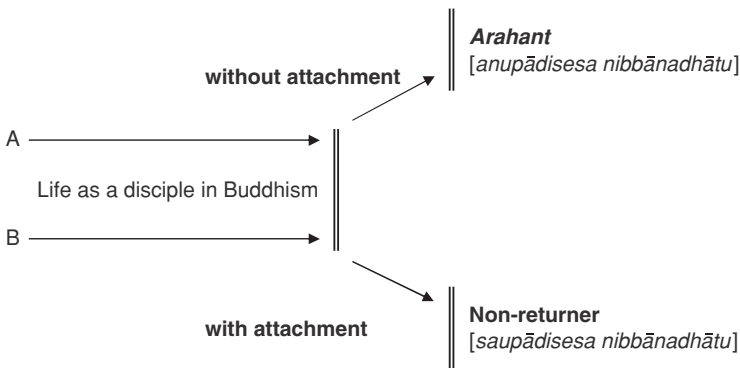 Arahant
[anupādisesa nibbānadhātu]
without attachment
A
Life as a disciple in Buddhism
B
with attachment
Non-returner
[saupādisesa nibbānadhātu]